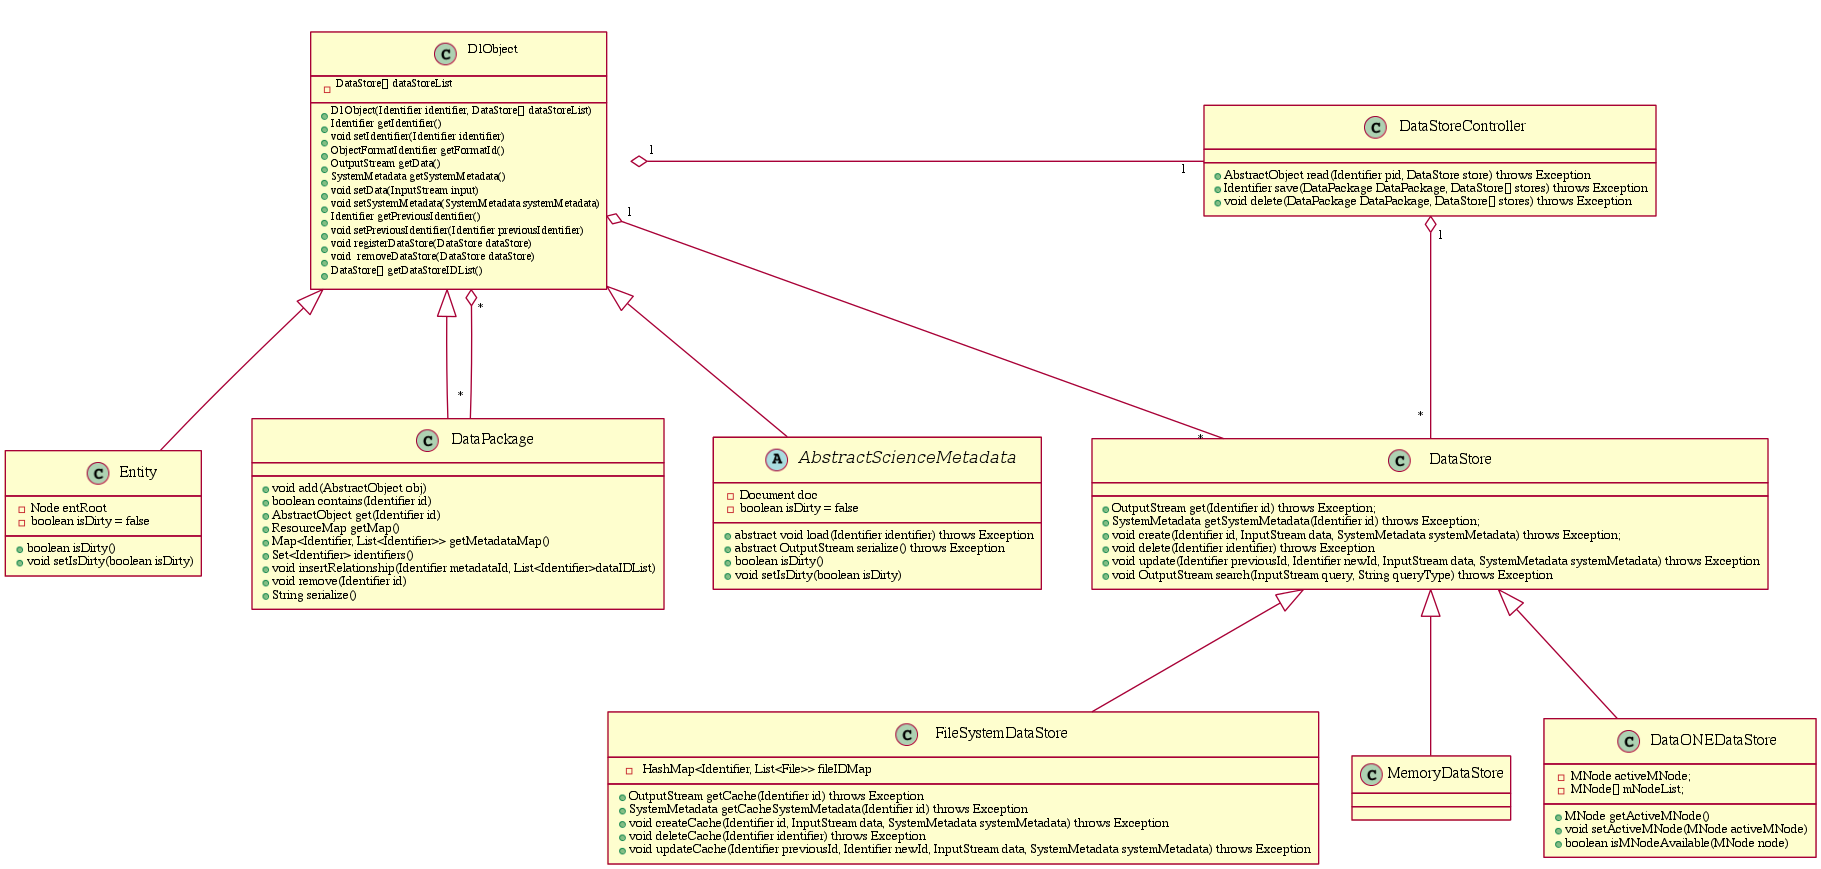 C D1Object
DataStore[] dataStoreList
D1Object(Identifier identifier, DataStore[] dataStoreList)
Identifier getIdentifier()
void setIdentifier(Identifier identifier)
ObjectFormatIdentifier getFormatId()
OutputStream getData()
SystemMetadata getSystemMetadata()
void setData(InputStream input)
void setSystemMetadata(SystemMetadata systemMetadata)
Identifier getPreviousIdentifier()
void setPreviousIdentifier(Identifier previousIdentifier)
void registerDataStore(DataStore dataStore)
void  removeDataStore(DataStore dataStore)
DataStore[] getDataStoreIDList()
1
1
1
*
*
*
C DataStoreController
AbstractObject read(Identifier pid, DataStore store) throws Exception
Identifier save(DataPackage DataPackage, DataStore[] stores) throws Exception
void delete(DataPackage DataPackage, DataStore[] stores) throws Exception
1
*
C Entity
Node entRoot
boolean isDirty = false
boolean isDirty()
void setIsDirty(boolean isDirty)
C DataPackage
void add(AbstractObject obj)
boolean contains(Identifier id)
AbstractObject get(Identifier id)
ResourceMap getMap()
Map<Identifier, List<Identifier>> getMetadataMap()
Set<Identifier> identifiers()
void insertRelationship(Identifier metadataId, List<Identifier>dataIDList)
void remove(Identifier id)
String serialize()
A AbstractScienceMetadata
Document doc
boolean isDirty = false
abstract void load(Identifier identifier) throws Exception
abstract OutputStream serialize() throws Exception
boolean isDirty()
void setIsDirty(boolean isDirty)
C DataStore
OutputStream get(Identifier id) throws Exception;
SystemMetadata getSystemMetadata(Identifier id) throws Exception;
void create(Identifier id, InputStream data, SystemMetadata systemMetadata) throws Exception;
void delete(Identifier identifier) throws Exception
void update(Identifier previousId, Identifier newId, InputStream data, SystemMetadata systemMetadata) throws Exception
void OutputStream search(InputStream query, String queryType) throws Exception
C FileSystemDataStore
HashMap<Identifier, List<File>> fileIDMap
OutputStream getCache(Identifier id) throws Exception
SystemMetadata getCacheSystemMetadata(Identifier id) throws Exception
void createCache(Identifier id, InputStream data, SystemMetadata systemMetadata) throws Exception
void deleteCache(Identifier identifier) throws Exception
void updateCache(Identifier previousId, Identifier newId, InputStream data, SystemMetadata systemMetadata) throws Exception
C MemoryDataStore
C DataONEDataStore
MNode activeMNode;
MNode[] mNodeList;
MNode getActiveMNode()
void setActiveMNode(MNode activeMNode)
boolean isMNodeAvailable(MNode node)